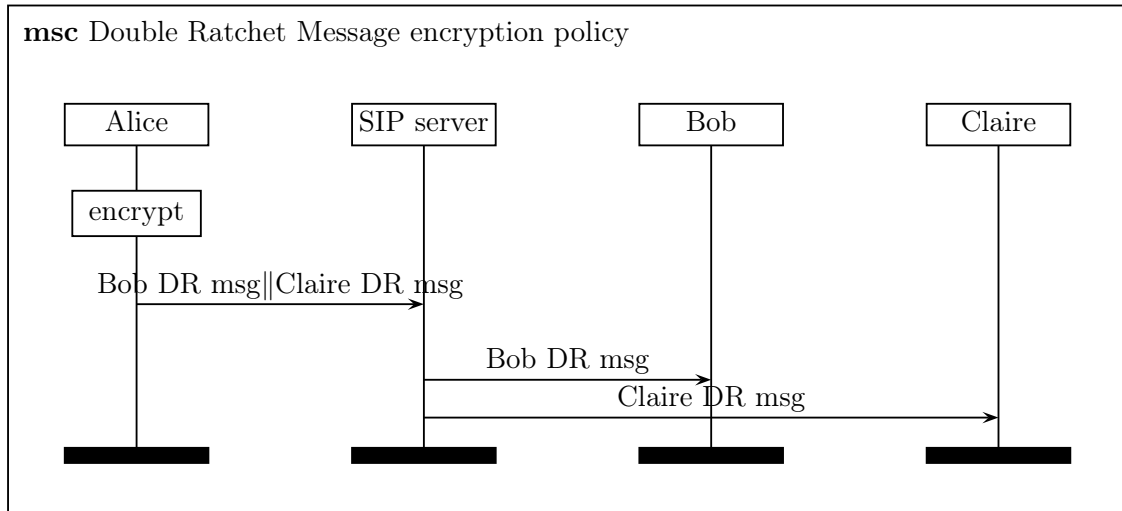 msc Double Ratchet Message encryption policy
Alice
SIP server
Bob
Claire
encrypt
Bob DR msg∥Claire DR msg
Bob DR msg
Claire DR msg